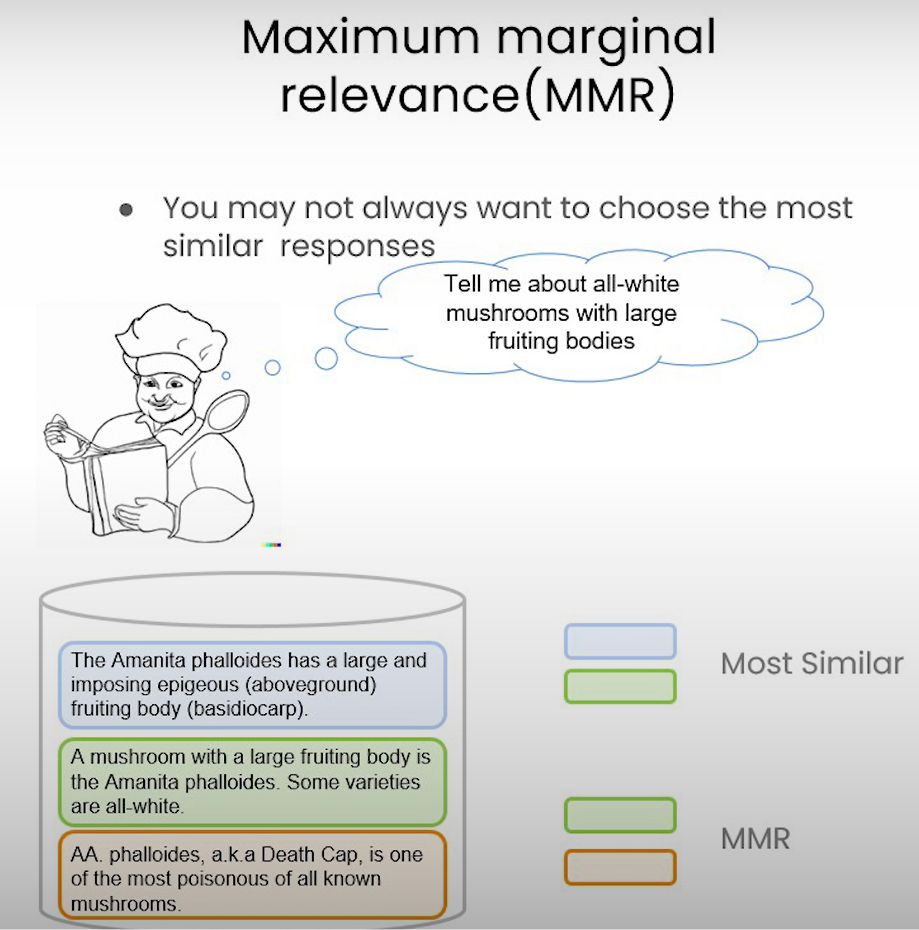 Maximum marginal
relevance(MMR)
● You may not always want to choose the most
similar responses
Tell me about all-white
mushrooms with large
fruiting bodies
The Amanita phalloides has a large and
imposing epigeous (aboveground)
fruiting body (basidiocarp).
A mushroom with a large fruiting body is
the Amanita phalloides. Some varieties
are all-white.
AA. phalloides, a.k.a Death Cap, is one
of the most poisonous of all known
mushrooms.
Most Similar
MMR